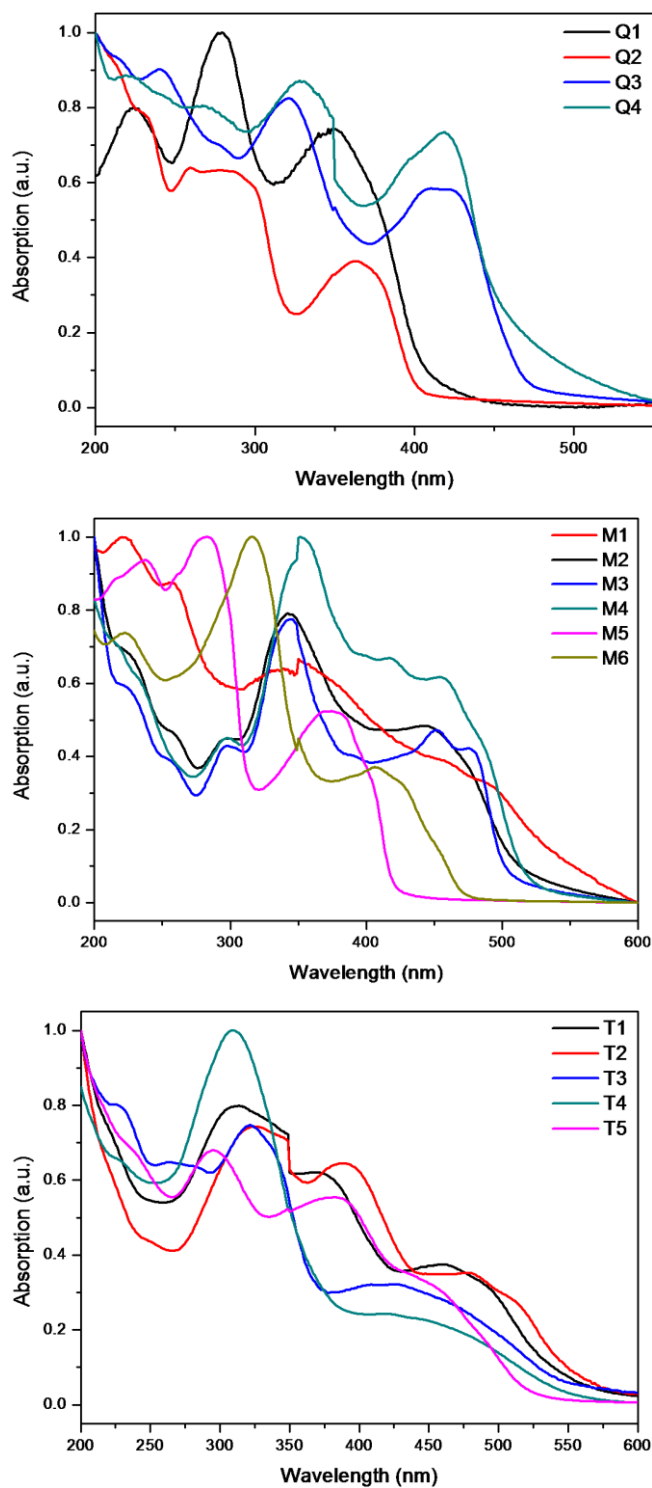 1.0
0.8
0.6
0.4
0.2
0.0
Absorption (a.u.)
Q1
Q2
Q3
Q4
200 300 400 500
Wavelength (nm)
1.0
0.8
0.6
0.4
0.2
0.0
Absorption (a.u.)
M1
M2
M3
M4
M5
M6
200 300 400 500 600
Wavelength (nm)
1.0
0.8
0.6
0.4
0.2
0.0
Absorption (a.u.)
T1
T2
T3
T4
T5
200 250 300 350 400 450 500 550 600
Wavelength (nm)